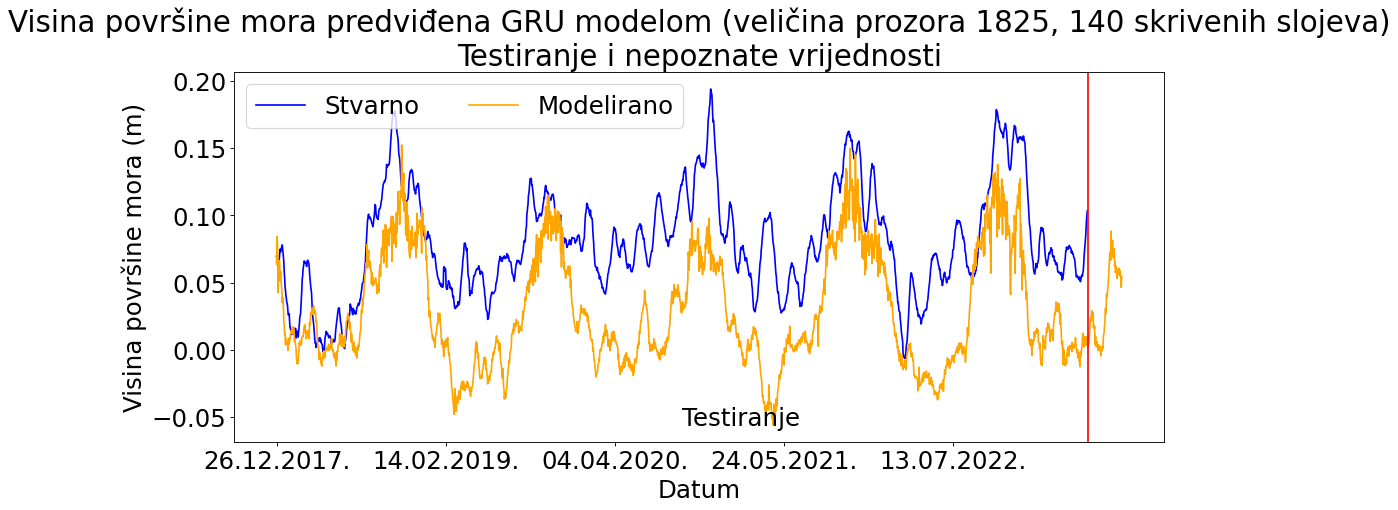 Visina površine mora predviđena GRU modelom (veličina prozora 1825, 140 skrivenih slojeva)
Testiranje i nepoznate vrijednosti
Stvarno
Modelirano
Visina površine mora (m)
0.20
0.15
0.10
0.05
0.00
−0.05
Testiranje
26.12.2017.
14.02.2019.
04.04.2020.
24.05.2021.
13.07.2022.
Datum